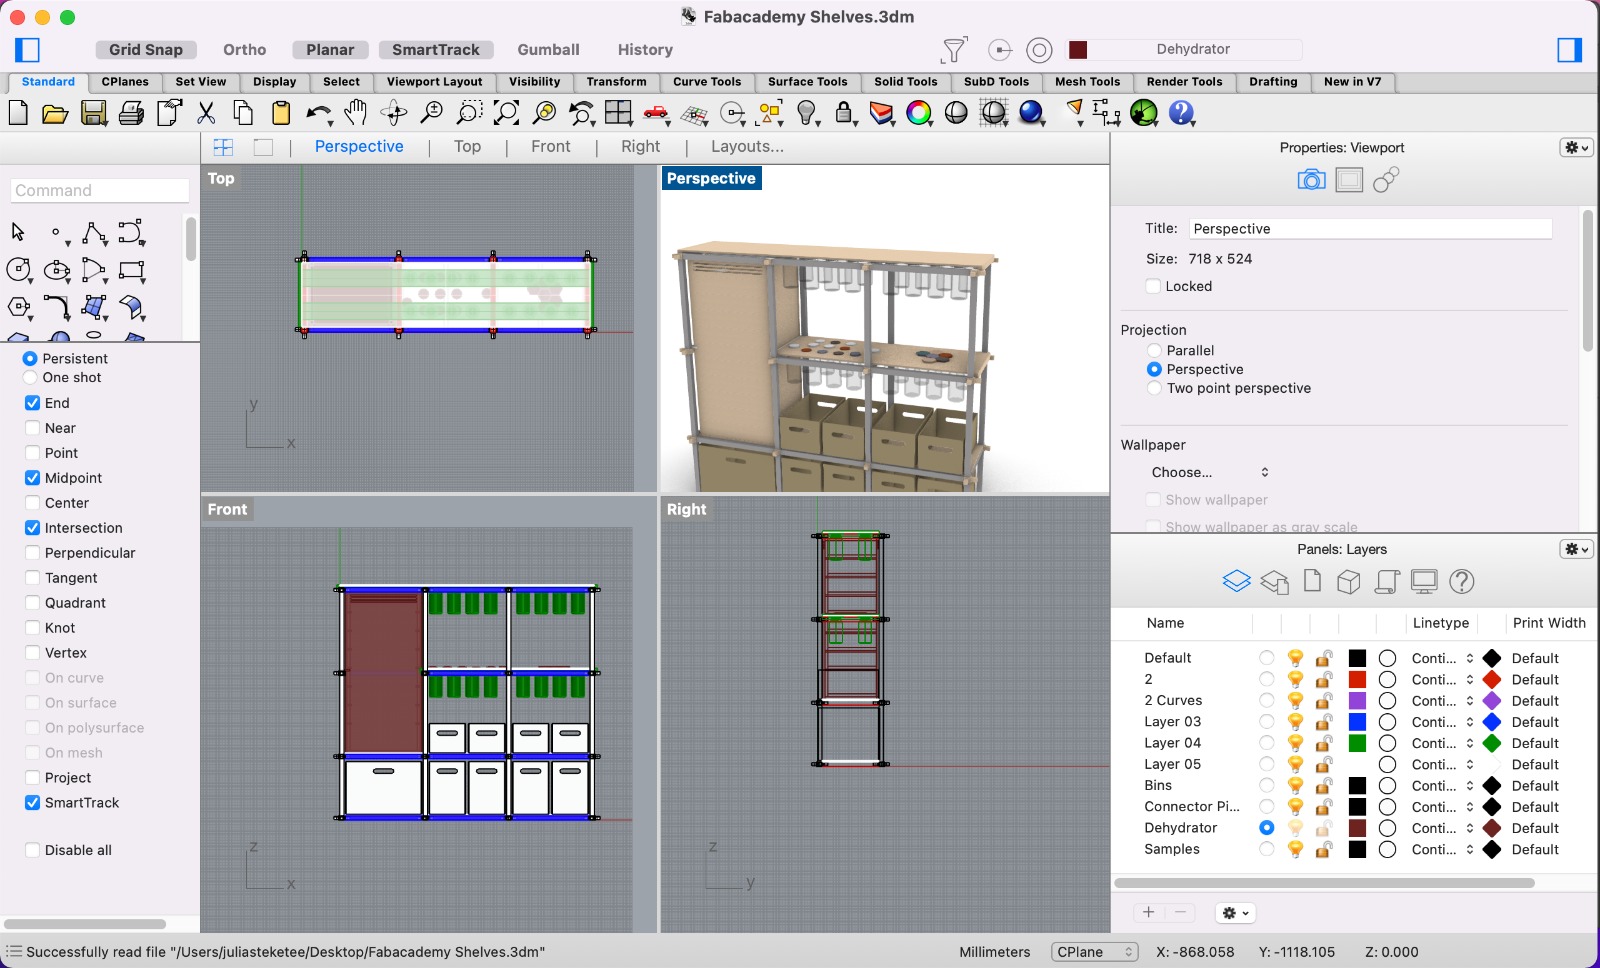 Fabacademy Shelves.3dm
Grid Snap Ortho Planar SmartTrack Gumball History Dehydrator
Standard CPlanes Set View Display Select Viewport Layout Visibility Transform Curve Tools Surface Tools Solid Tools SubD Tools Mesh Tools Render Tools Drafting New in V7
Perspective | Top | Front | Right | Layouts...
Command
Persistent
One shot
End
Near
Point
Midpoint
Center
Intersection
Perpendicular
Tangent
Quadrant
Knot
Vertex
On curve
On surface
On polysurface
On mesh
Project
SmartTrack
Disable all
Top
y
x
Perspective
Front
z
x
Right
z
y
Properties: Viewport
Title: Perspective
Size: 718 x 524
Locked
Projection
Parallel
Perspective
Two point perspective
Wallpaper
Choose...
Show wallpaper
Show wallpaper as gray scale
Panels: Layers
Name Linetype Print Width
Default Conti... Default
2 Conti... Default
2 Curves Conti... Default
Layer 03 Conti... Default
Layer 04 Conti... Default
Layer 05 Conti... Default
Bins Conti... Default
Connector Pi... Conti... Default
Dehydrator Conti... Default
Samples Conti... Default
Successfully read file "/Users/juliasteketee/Desktop/Fabacademy Shelves.3dm" Millimeters CPlane X: -868.058 Y: -1118.105 Z: 0.000